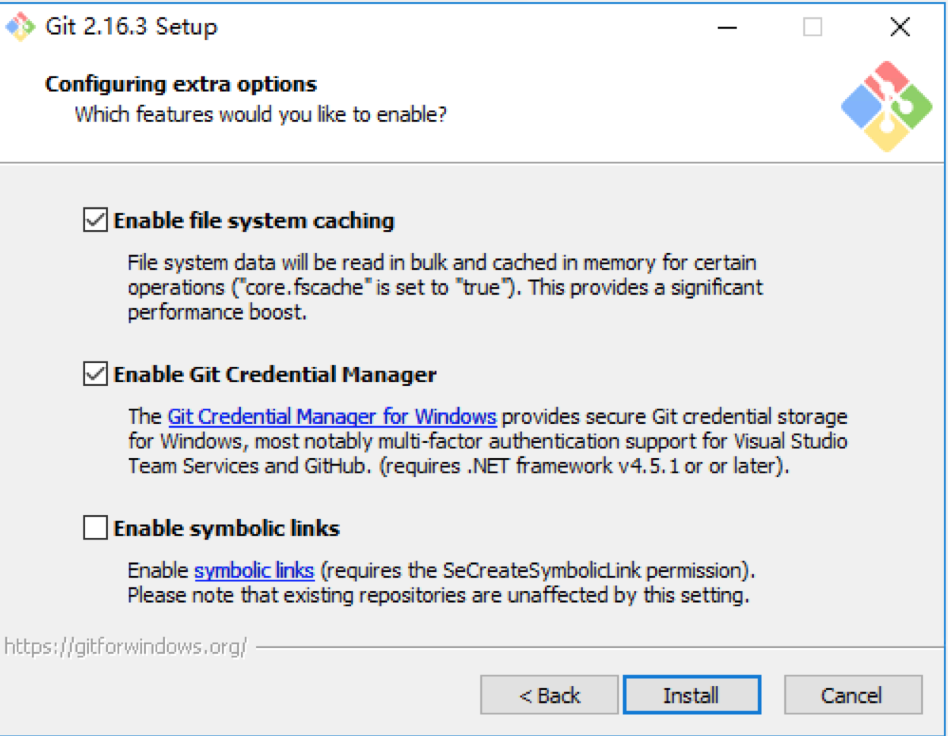 Git 2.16.3 Setup
Configuring extra options
Which features would you like to enable?
Enable file system caching
File system data will be read in bulk and cached in memory for certain
operations ("core.fscache" is set to "true"). This provides a significant
performance boost.
Enable Git Credential Manager
The Git Credential Manager for Windows provides secure Git credential storage
for Windows, most notably multi-factor authentication support for Visual Studio
Team Services and GitHub. (requires .NET framework v4.5.1 or or later).
Enable symbolic links
Enable symbolic links (requires the SeCreateSymbolicLink permission).
Please note that existing repositories are unaffected by this setting.
https://gitforwindows.org/
< Back Install Cancel